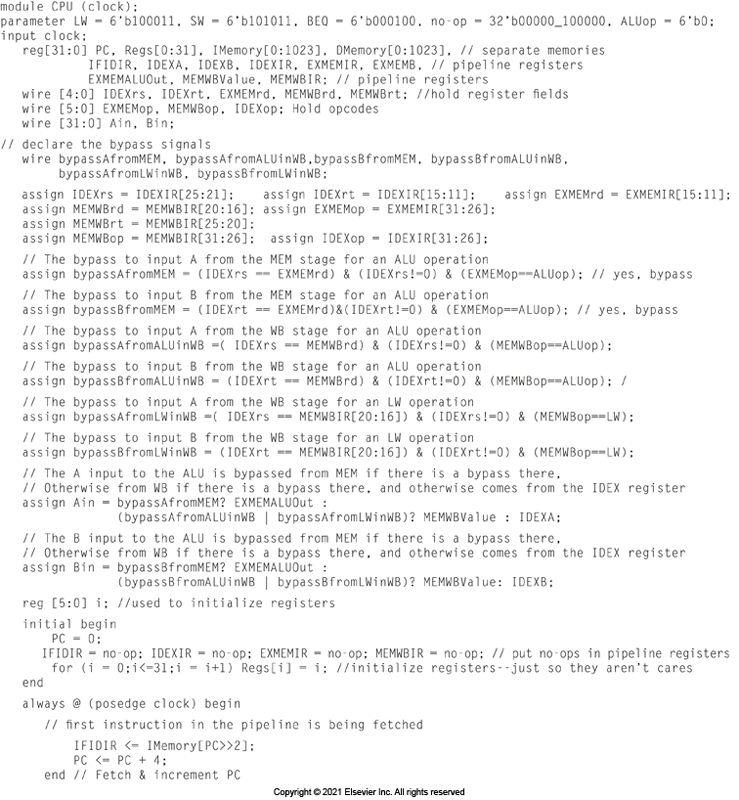 module CPU (clock);
parameter LW = 6'b100011, SW = 6'b101011, BEQ = 6'b000100, no-op = 32'b00000_100000, ALUop = 6'b0;
input clock;
reg[31:0] PC, Regs[0:31], IMemory[0:1023], DMemory[0:1023], // separate memories
IFIDIR, IDEXA, IDEXB, IDEXIR, EXMEMIR, EXMEMB, // pipeline registers
EXMEMALUOut, MEMWBValue, MEMWBIR; // pipeline registers
wire [4:0] IDEXrs, IDEXrt, EXMEMrd, MEMWBrd, MEMWBrt; //hold register fields
wire [5:0] EXMEMop, MEMWBop, IDEXop; Hold opcodes
wire [31:0] Ain, Bin;
// declare the bypass signals
wire bypassAfromMEM, bypassAfromALUinWB,bypassBfromMEM, bypassBfromALUinWB,
bypassAfromLWinWB, bypassBfromLWinWB;
assign IDEXrs = IDEXIR[25:21]; assign IDEXrt = IDEXIR[15:11]; assign EXMEMrd = EXMEMIR[15:11];
assign MEMWBrd = MEMWBIR[20:16]; assign EXMEMop = EXMEMIR[31:26];
assign MEMWBrt = MEMWBIR[25:20];
assign MEMWBop = MEMWBIR[31:26]; assign IDEXop = IDEXIR[31:26];
// The bypass to input A from the MEM stage for an ALU operation
assign bypassAfromMEM = (IDEXrs == EXMEMrd) & (IDEXrs!=0) & (EXMEMop==ALUop); // yes, bypass
// The bypass to input B from the MEM stage for an ALU operation
assign bypassBfromMEM = (IDEXrt == EXMEMrd)&(IDEXrt!=0) & (EXMEMop==ALUop); // yes, bypass
// The bypass to input A from the WB stage for an ALU operation
assign bypassAfromALUinWB =( IDEXrs == MEMWBrd) & (IDEXrs!=0) & (MEMWBop==ALUop);
// The bypass to input B from the WB stage for an ALU operation
assign bypassBfromALUinWB = (IDEXrt == MEMWBrd) & (IDEXrt!=0) & (MEMWBop==ALUop); /
// The bypass to input A from the WB stage for an LW operation
assign bypassAfromLWinWB =( IDEXrs == MEMWBIR[20:16]) & (IDEXrs!=0) & (MEMWBop==LW);
// The bypass to input B from the WB stage for an LW operation
assign bypassBfromLWinWB = (IDEXrt == MEMWBIR[20:16]) & (IDEXrt!=0) & (MEMWBop==LW);
// The A input to the ALU is bypassed from MEM if there is a bypass there,
// Otherwise from WB if there is a bypass there, and otherwise comes from the IDEX register
assign Ain = bypassAfromMEM? EXMEMALUOut :
(bypassAfromALUinWB | bypassAfromLWinWB)? MEMWBValue : IDEXA;
// The B input to the ALU is bypassed from MEM if there is a bypass there,
// Otherwise from WB if there is a bypass there, and otherwise comes from the IDEX register
assign Bin = bypassBfromMEM? EXMEMALUOut :
(bypassBfromALUinWB | bypassBfromLWinWB)? MEMWBValue: IDEXB;
reg [5:0] i; //used to initialize registers
initial begin
PC = 0;
IFIDIR = no-op; IDEXIR = no-op; EXMEMIR = no-op; MEMWBIR = no-op; // put no-ops in pipeline registers
for (i = 0;i<=31;i = i+1) Regs[i] = i; //initialize registers--just so they aren't cares
end
always @ (posedge clock) begin
// first instruction in the pipeline is being fetched
IFIDIR <= IMemory[PC>>2];
PC <= PC + 4;
end // Fetch & increment PC
Copyright © 2021 Elsevier Inc. All rights reserved